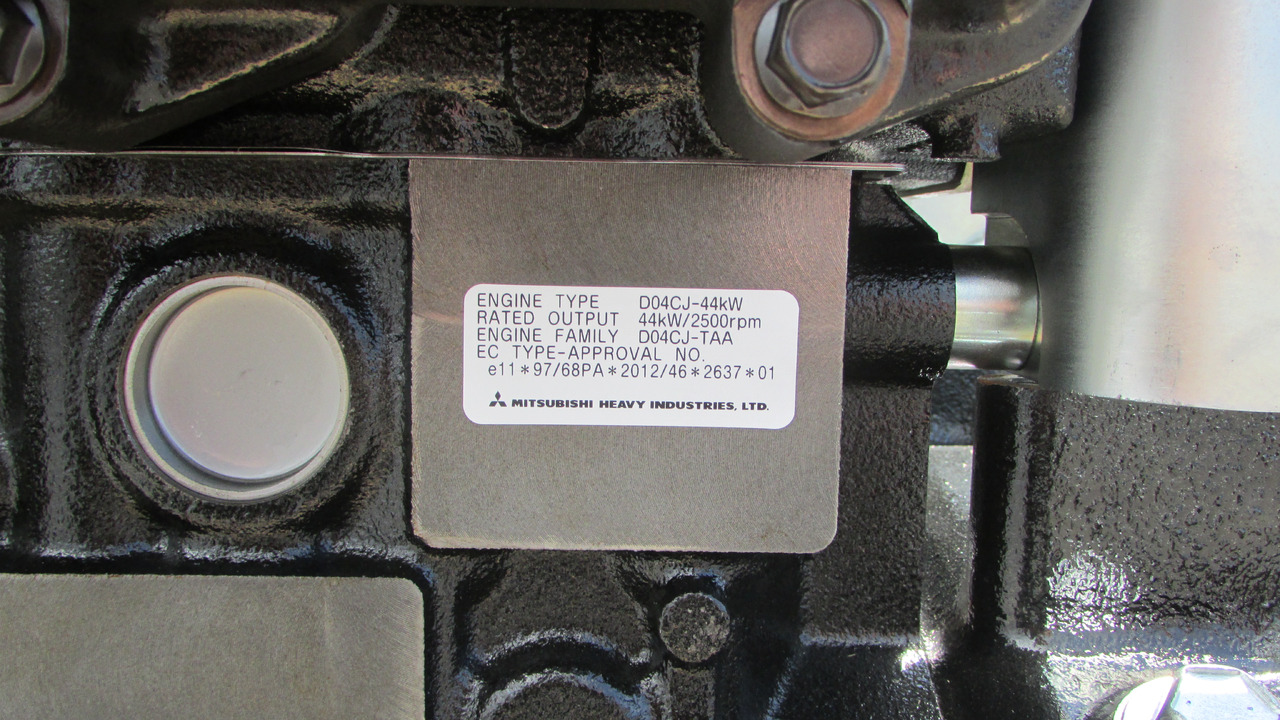 ENGINE TYPE D04CJ-44kW
RATED OUTPUT 44kW/2500rpm
ENGINE FAMILY D04CJ-TAA
EC TYPE-APPROVAL NO.
e11*97/68PA*2012/46*2637*01
MITSUBISHI HEAVY INDUSTRIES, LTD.